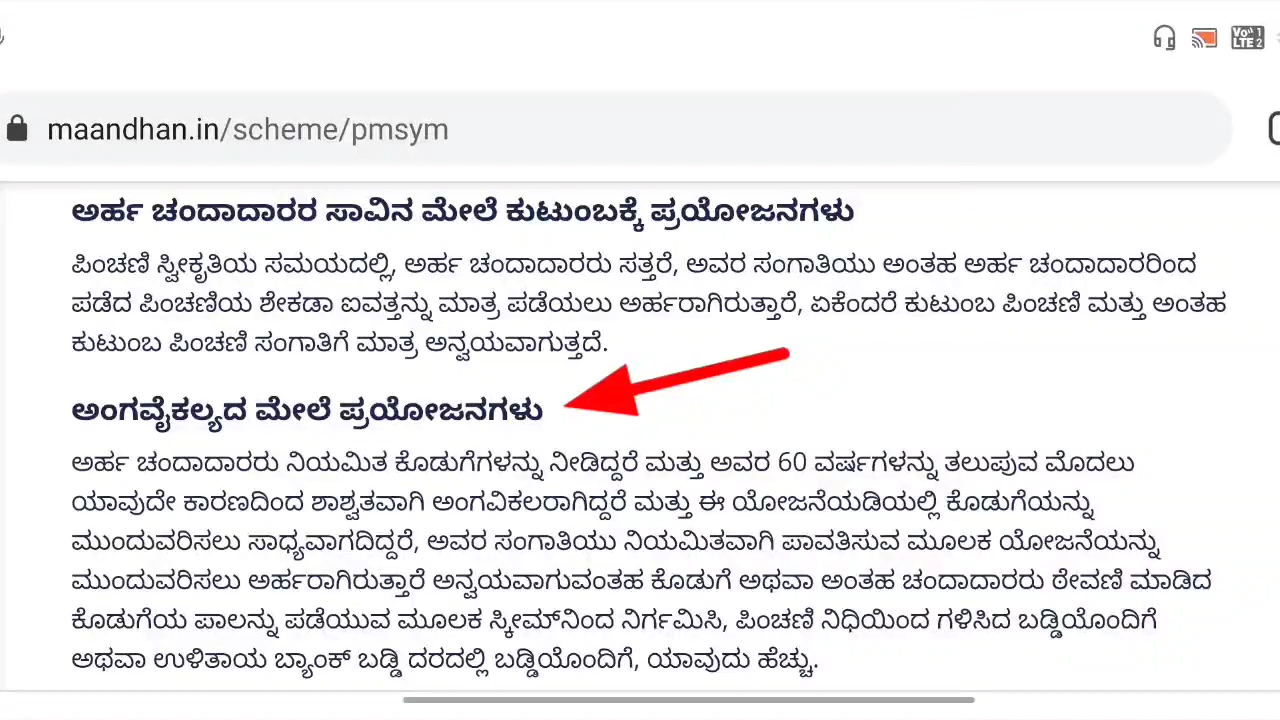 Vo)) 1
LTE 2
maandhan.in/scheme/pmsym
ಅರ್ಹ ಚಂದಾದಾರರ ಸಾವಿನ ಮೇಲೆ ಕುಟುಂಬಕ್ಕೆ ಪ್ರಯೋಜನಗಳು
ಪಿಂಚಣಿ ಸ್ವೀಕೃತಿಯ ಸಮಯದಲ್ಲಿ, ಅರ್ಹ ಚಂದಾದಾರರು ಸತ್ತರೆ, ಅವರ ಸಂಗಾತಿಯು ಅಂತಹ ಅರ್ಹ ಚಂದಾದಾರರಿಂದ
ಪಡೆದ ಪಿಂಚಣಿಯ ಶೇಕಡಾ ಐವತ್ತನ್ನು ಮಾತ್ರ ಪಡೆಯಲು ಅರ್ಹರಾಗಿರುತ್ತಾರೆ, ಏಕೆಂದರೆ ಕುಟುಂಬ ಪಿಂಚಣಿ ಮತ್ತು ಅಂತಹ
ಕುಟುಂಬ ಪಿಂಚಣಿ ಸಂಗಾತಿಗೆ ಮಾತ್ರ ಅನ್ವಯವಾಗುತ್ತದೆ.
ಅಂಗವೈಕಲ್ಯದ ಮೇಲೆ ಪ್ರಯೋಜನಗಳು
ಅರ್ಹ ಚಂದಾದಾರರು ನಿಯಮಿತ ಕೊಡುಗೆಗಳನ್ನು ನೀಡಿದ್ದರೆ ಮತ್ತು ಅವರ 60 ವರ್ಷಗಳನ್ನು ತಲುಪುವ ಮೊದಲು
ಯಾವುದೇ ಕಾರಣದಿಂದ ಶಾಶ್ವತವಾಗಿ ಅಂಗವಿಕಲರಾಗಿದ್ದರೆ ಮತ್ತು ಈ ಯೋಜನೆಯಡಿಯಲ್ಲಿ ಕೊಡುಗೆಯನ್ನು
ಮುಂದುವರಿಸಲು ಸಾಧ್ಯವಾಗದಿದ್ದರೆ, ಅವರ ಸಂಗಾತಿಯು ನಿಯಮಿತವಾಗಿ ಪಾವತಿಸುವ ಮೂಲಕ ಯೋಜನೆಯನ್ನು
ಮುಂದುವರಿಸಲು ಅರ್ಹರಾಗಿರುತ್ತಾರೆ ಅನ್ವಯವಾಗುವಂತಹ ಕೊಡುಗೆ ಅಥವಾ ಅಂತಹ ಚಂದಾದಾರರು ಠೇವಣಿ ಮಾಡಿದ
ಕೊಡುಗೆಯ ಪಾಲನ್ನು ಪಡೆಯುವ ಮೂಲಕ ಸ್ಕೀಮ್‌ನಿಂದ ನಿರ್ಗಮಿಸಿ, ಪಿಂಚಣಿ ನಿಧಿಯಿಂದ ಗಳಿಸಿದ ಬಡ್ಡಿಯೊಂದಿಗೆ
ಅಥವಾ ಉಳಿತಾಯ ಬ್ಯಾಂಕ್ ಬಡ್ಡಿ ದರದಲ್ಲಿ ಬಡ್ಡಿಯೊಂದಿಗೆ, ಯಾವುದು ಹೆಚ್ಚು.